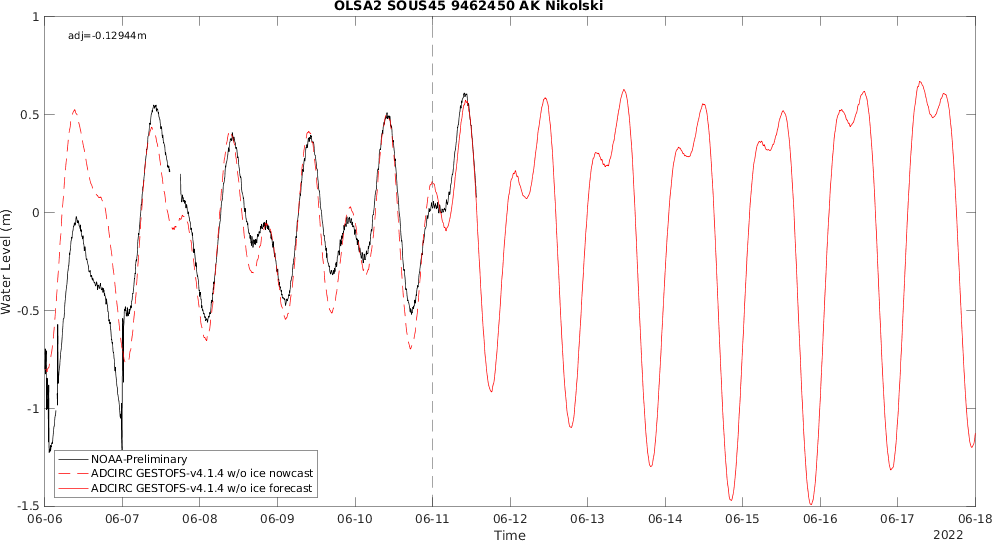 OLSA2 SOUS45 9462450 AK Nikolski
adj=-0.12944m
1
0.5
0
-0.5
-1
-1.5
Water Level (m)
NOAA-Preliminary
ADCIRC GESTOFS-v4.1.4 w/o ice nowcast
ADCIRC GESTOFS-v4.1.4 w/o ice forecast
06-06 06-07 06-08 06-09 06-10 06-11 06-12 06-13 06-14 06-15 06-16 06-17 06-18
Time
2022